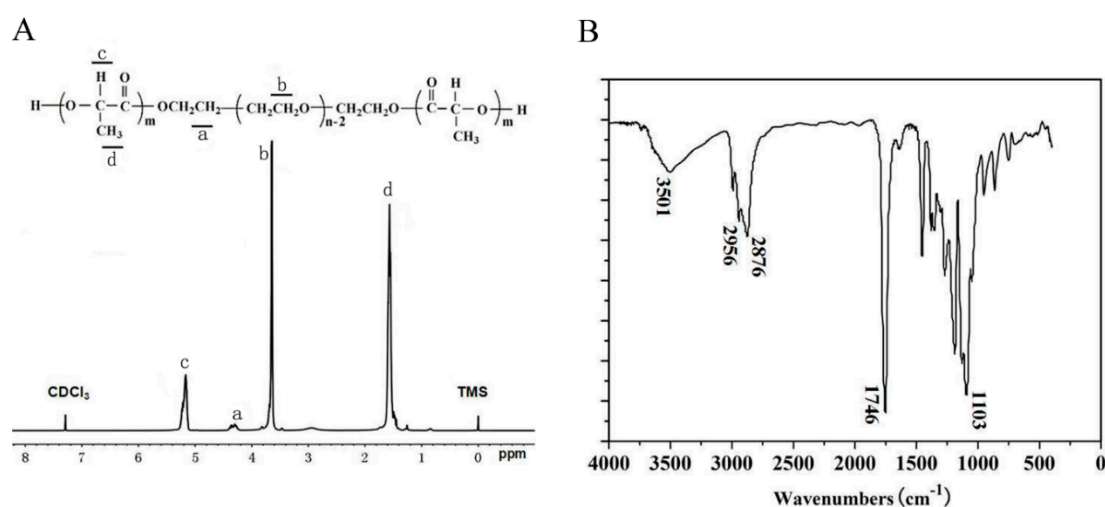 A
B
c
H O b O H
H O C C OCH₂CH₂ CH₂CH₂O CH₂CH₂O C C O H
m n-2 m
CH₃ a CH₃
d
b
d
c
a
CDCl₃
TMS
8 7 6 5 4 3 2 1 0 ppm
3501
2956
2876
1746
1103
4000 3500 3000 2500 2000 1500 1000 500 0
Wavenumbers (cm⁻¹)